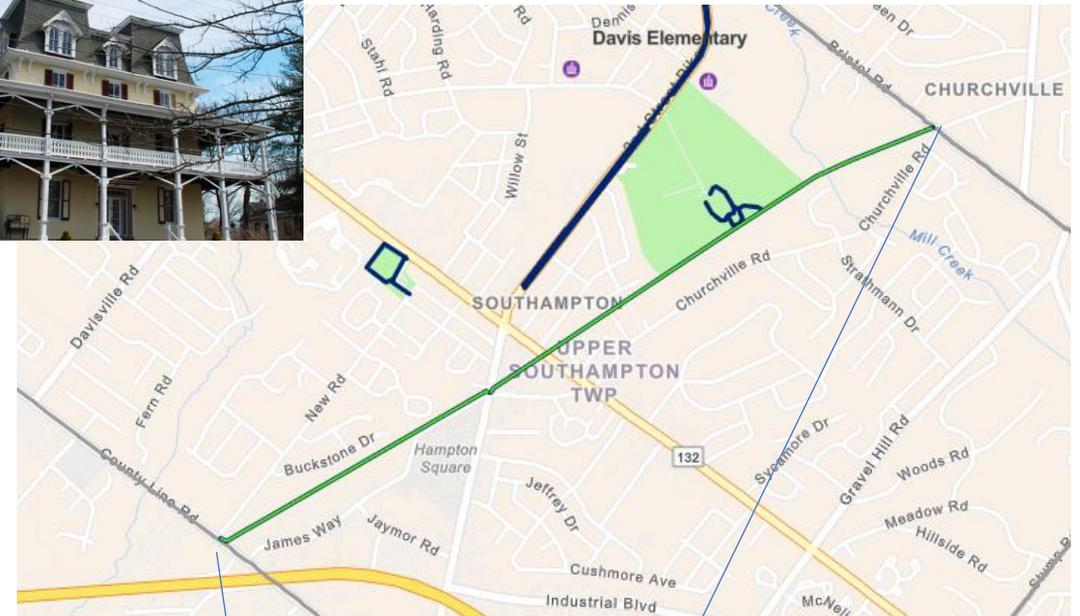 Stahl Rd
Harding Rd
Rd
Dennis
Davis Elementary
Creek
Bristol Rd
CHURCHVILLE
Willow St
Churchville Rd
Mill Creek
Strathmann Dr
Churchville Rd
Davisville Rd
SOUTHAMPTON
UPPER
SOUTHAMPTON
TWP
Fern Rd
New Rd
Buckstone Dr
Hampton
Square
132
Sycamore Dr
Gravel Hill Rd
Woods Rd
Meadow Rd
Hillside Rd
County Line Rd
James Way
Jaymor Rd
Jeffrey Dr
Cushmore Ave
Industrial Blvd